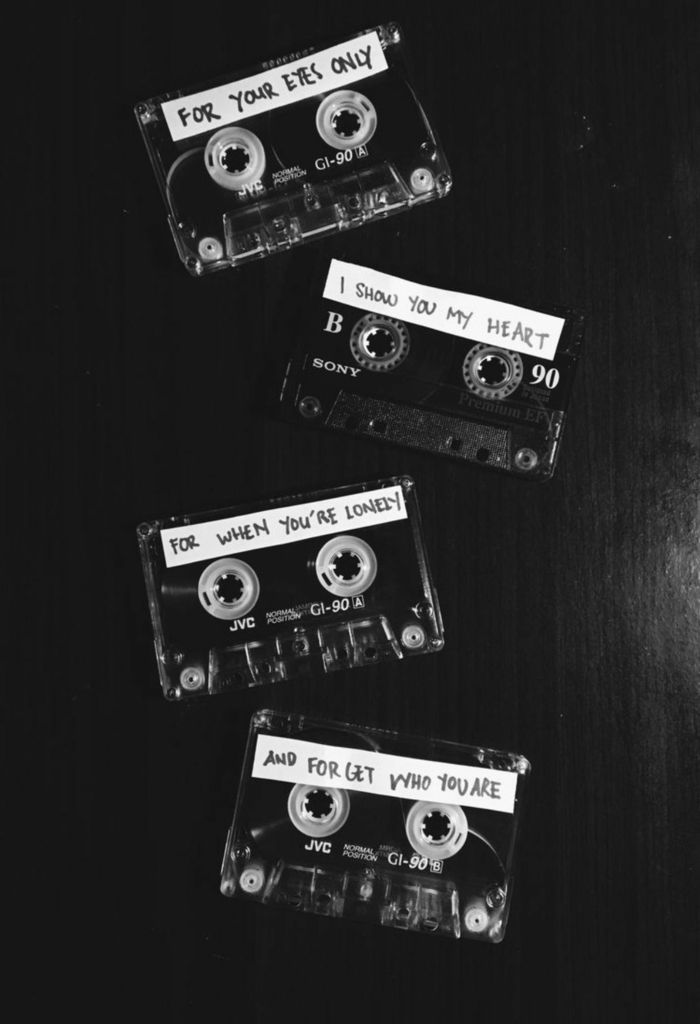 FOR YOUR EYES ONLY
JVC NORMAL POSITION GI-90 A
I SHOW YOU MY HEART
B
SONY 90
Premium EF
FOR WHEN YOU'RE LONELY
JVC NORMAL POSITION GI-90 A
AND FORGET WHO YOU ARE
JVC NORMAL POSITION GI-90 B